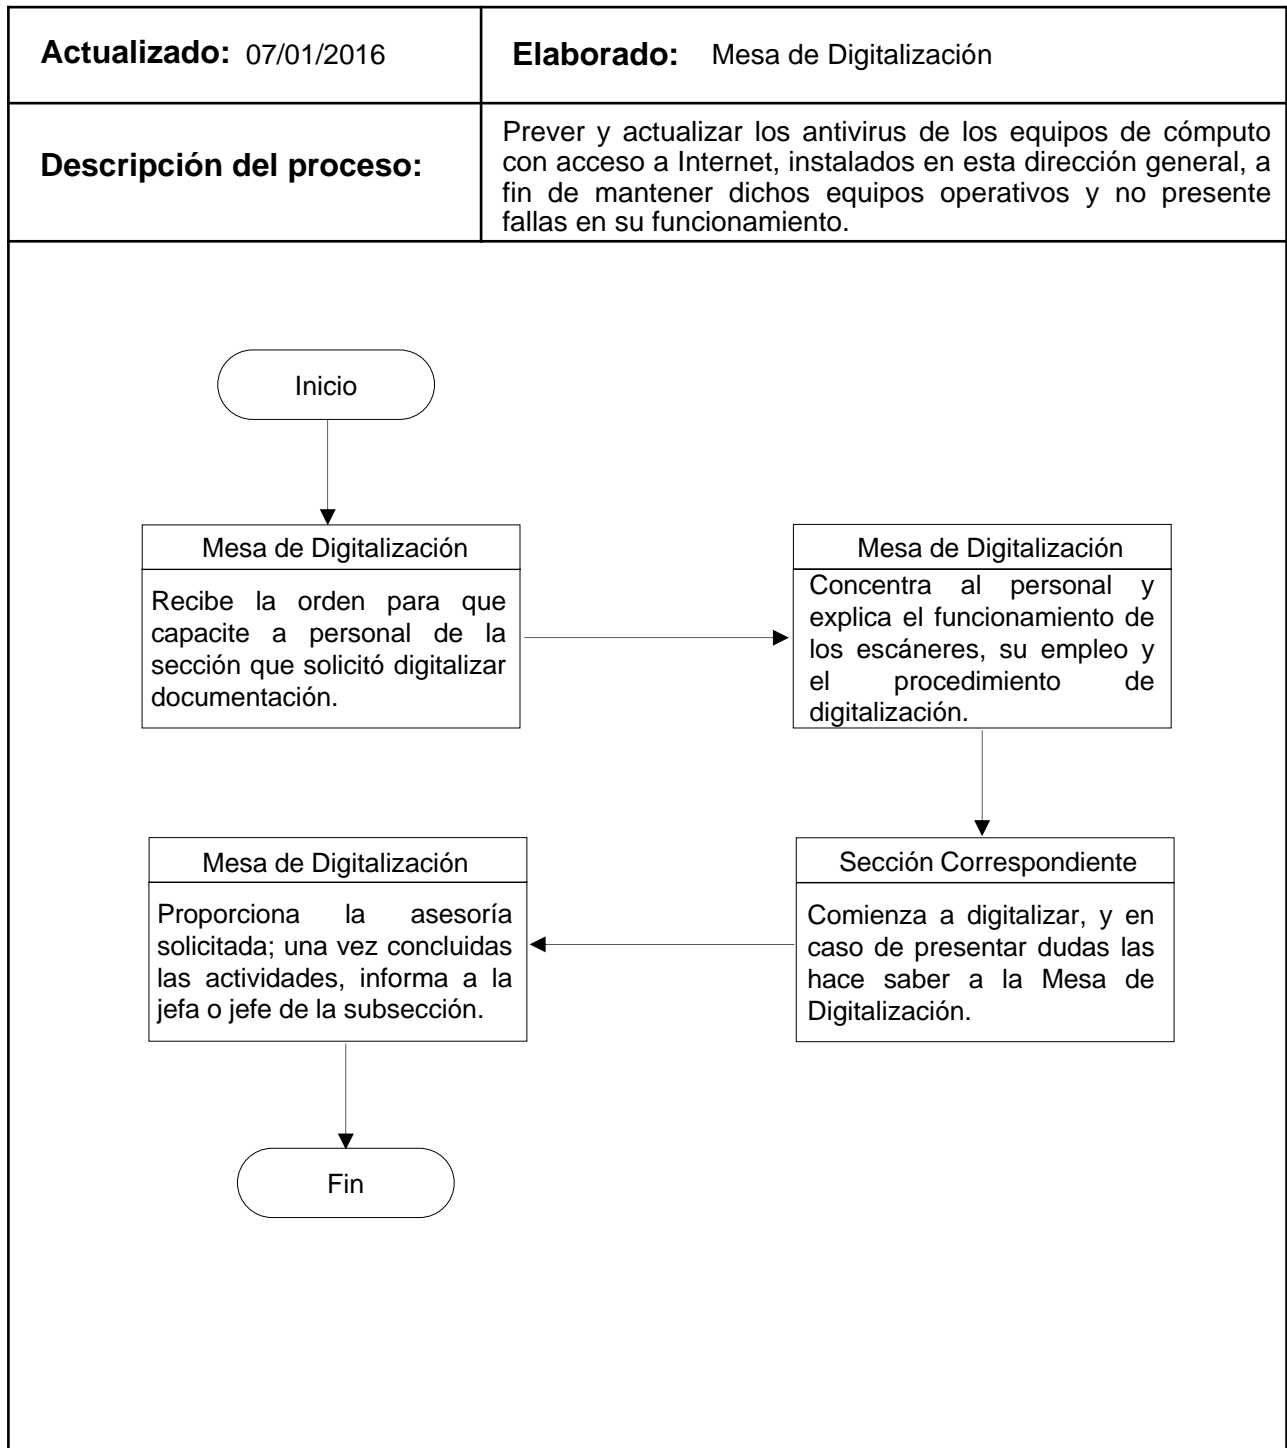 Actualizado: 07/01/2016
Elaborado: Mesa de Digitalización
Descripción del proceso:
Prever y actualizar los antivirus de los equipos de cómputo
con acceso a Internet, instalados en esta dirección general, a
fin de mantener dichos equipos operativos y no presente
fallas en su funcionamiento.
Inicio
Mesa de Digitalización
Recibe la orden para que
capacite a personal de la
sección que solicitó digitalizar
documentación.
Mesa de Digitalización
Concentra al personal y
explica el funcionamiento de
los escáneres, su empleo y
el procedimiento de
digitalización.
Sección Correspondiente
Comienza a digitalizar, y en
caso de presentar dudas las
hace saber a la Mesa de
Digitalización.
Mesa de Digitalización
Proporciona la asesoría
solicitada; una vez concluidas
las actividades, informa a la
jefa o jefe de la subsección.
Fin